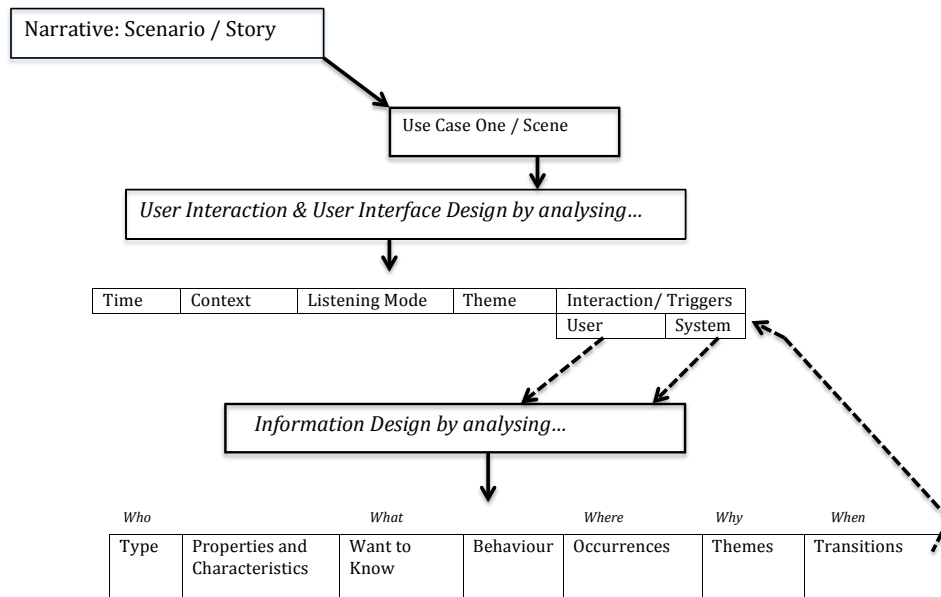 Narrative: Scenario / Story
Use Case One / Scene
User Interaction & User Interface Design by analysing…
Time Context Listening Mode Theme Interaction/ Triggers
User System
Information Design by analysing…
Who What Where Why When
Type Properties and Want to Behaviour Occurrences Themes Transitions
Characteristics Know